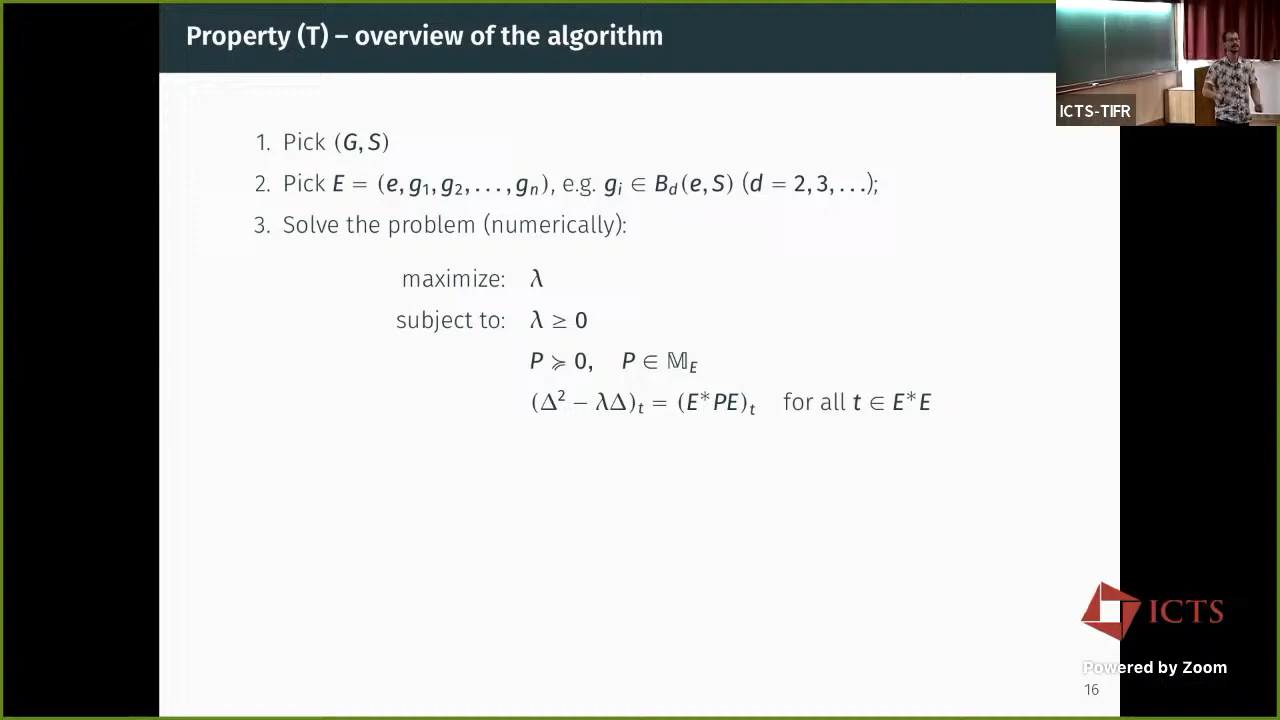 Property (T) – overview of the algorithm
ICTS-TIFR
1. Pick (G, S)
2. Pick E = (e, g₁, g₂, . . . , gₙ), e.g. gᵢ ∈ B_d(e, S) (d = 2, 3, . . .);
3. Solve the problem (numerically):
maximize: λ
subject to: λ ≥ 0
P ≽ 0, P ∈ 𝕄_E
(Δ² − λΔ)ₜ = (E*PE)ₜ for all t ∈ E*E
ICTS
Powered by Zoom
16